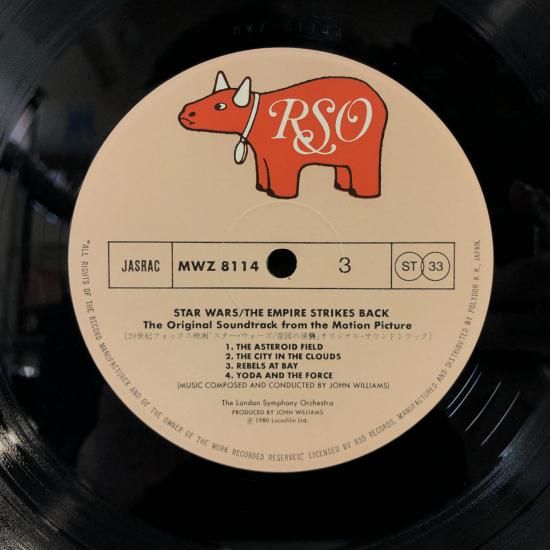 RSO
JASRAC
MWZ 8114
3
ST 33
STAR WARS/THE EMPIRE STRIKES BACK
The Original Soundtrack from the Motion Picture
《20世紀フォックス映画“スター・ウォーズ/帝国の逆襲”オリジナル・サウンドトラック》
1. THE ASTEROID FIELD
2. THE CITY IN THE CLOUDS
3. REBELS AT BAY
4. YODA AND THE FORCE
(MUSIC COMPOSED AND CONDUCTED BY JOHN WILLIAMS)
The London Symphony Orchestra
PRODUCED BY JOHN WILLIAMS
℗ 1980 Lucasfilm Ltd.
"ALL RIGHTS OF THE RECORD MANUFACTURER AND OF THE OWNER OF THE WORK RECORDED RESERVED", LICENSED BY RSO RECORDS, MANUFACTURED AND DISTRIBUTED BY POLYDOR K. K., JAPAN.